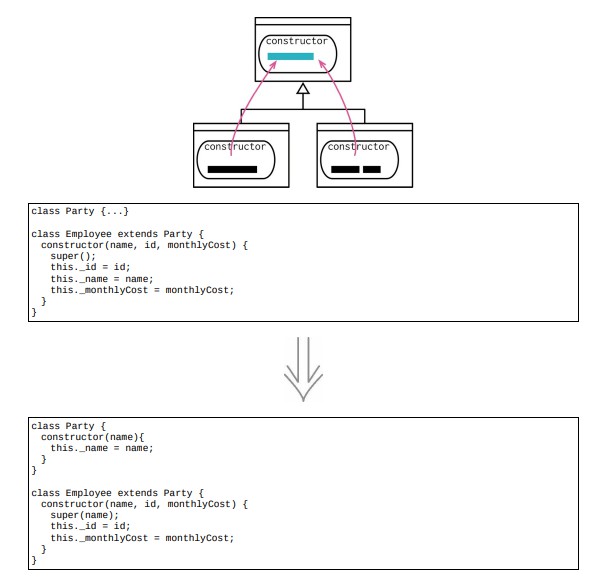 constructor
constructor
constructor
class Party {...}

class Employee extends Party {
  constructor(name, id, monthlyCost) {
    super();
    this._id = id;
    this._name = name;
    this._monthlyCost = monthlyCost;
  }
}

class Party {
  constructor(name){
    this._name = name;
  }
}

class Employee extends Party {
  constructor(name, id, monthlyCost) {
    super(name);
    this._id = id;
    this._monthlyCost = monthlyCost;
  }
}